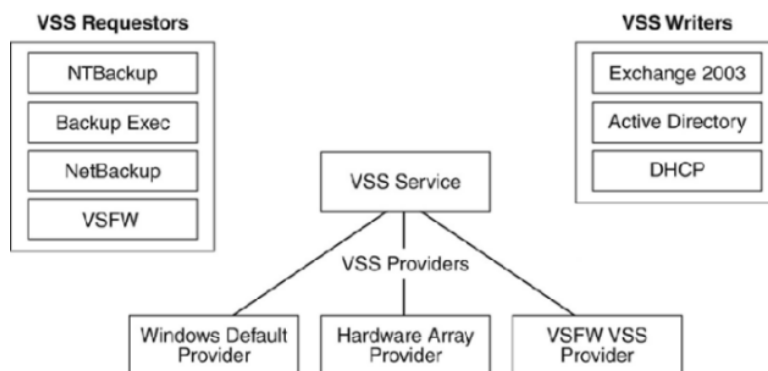 VSS Requestors
NTBackup
Backup Exec
NetBackup
VSFW
VSS Writers
Exchange 2003
Active Directory
DHCP
VSS Service
VSS Providers
Windows Default
Provider
Hardware Array
Provider
VSFW VSS
Provider